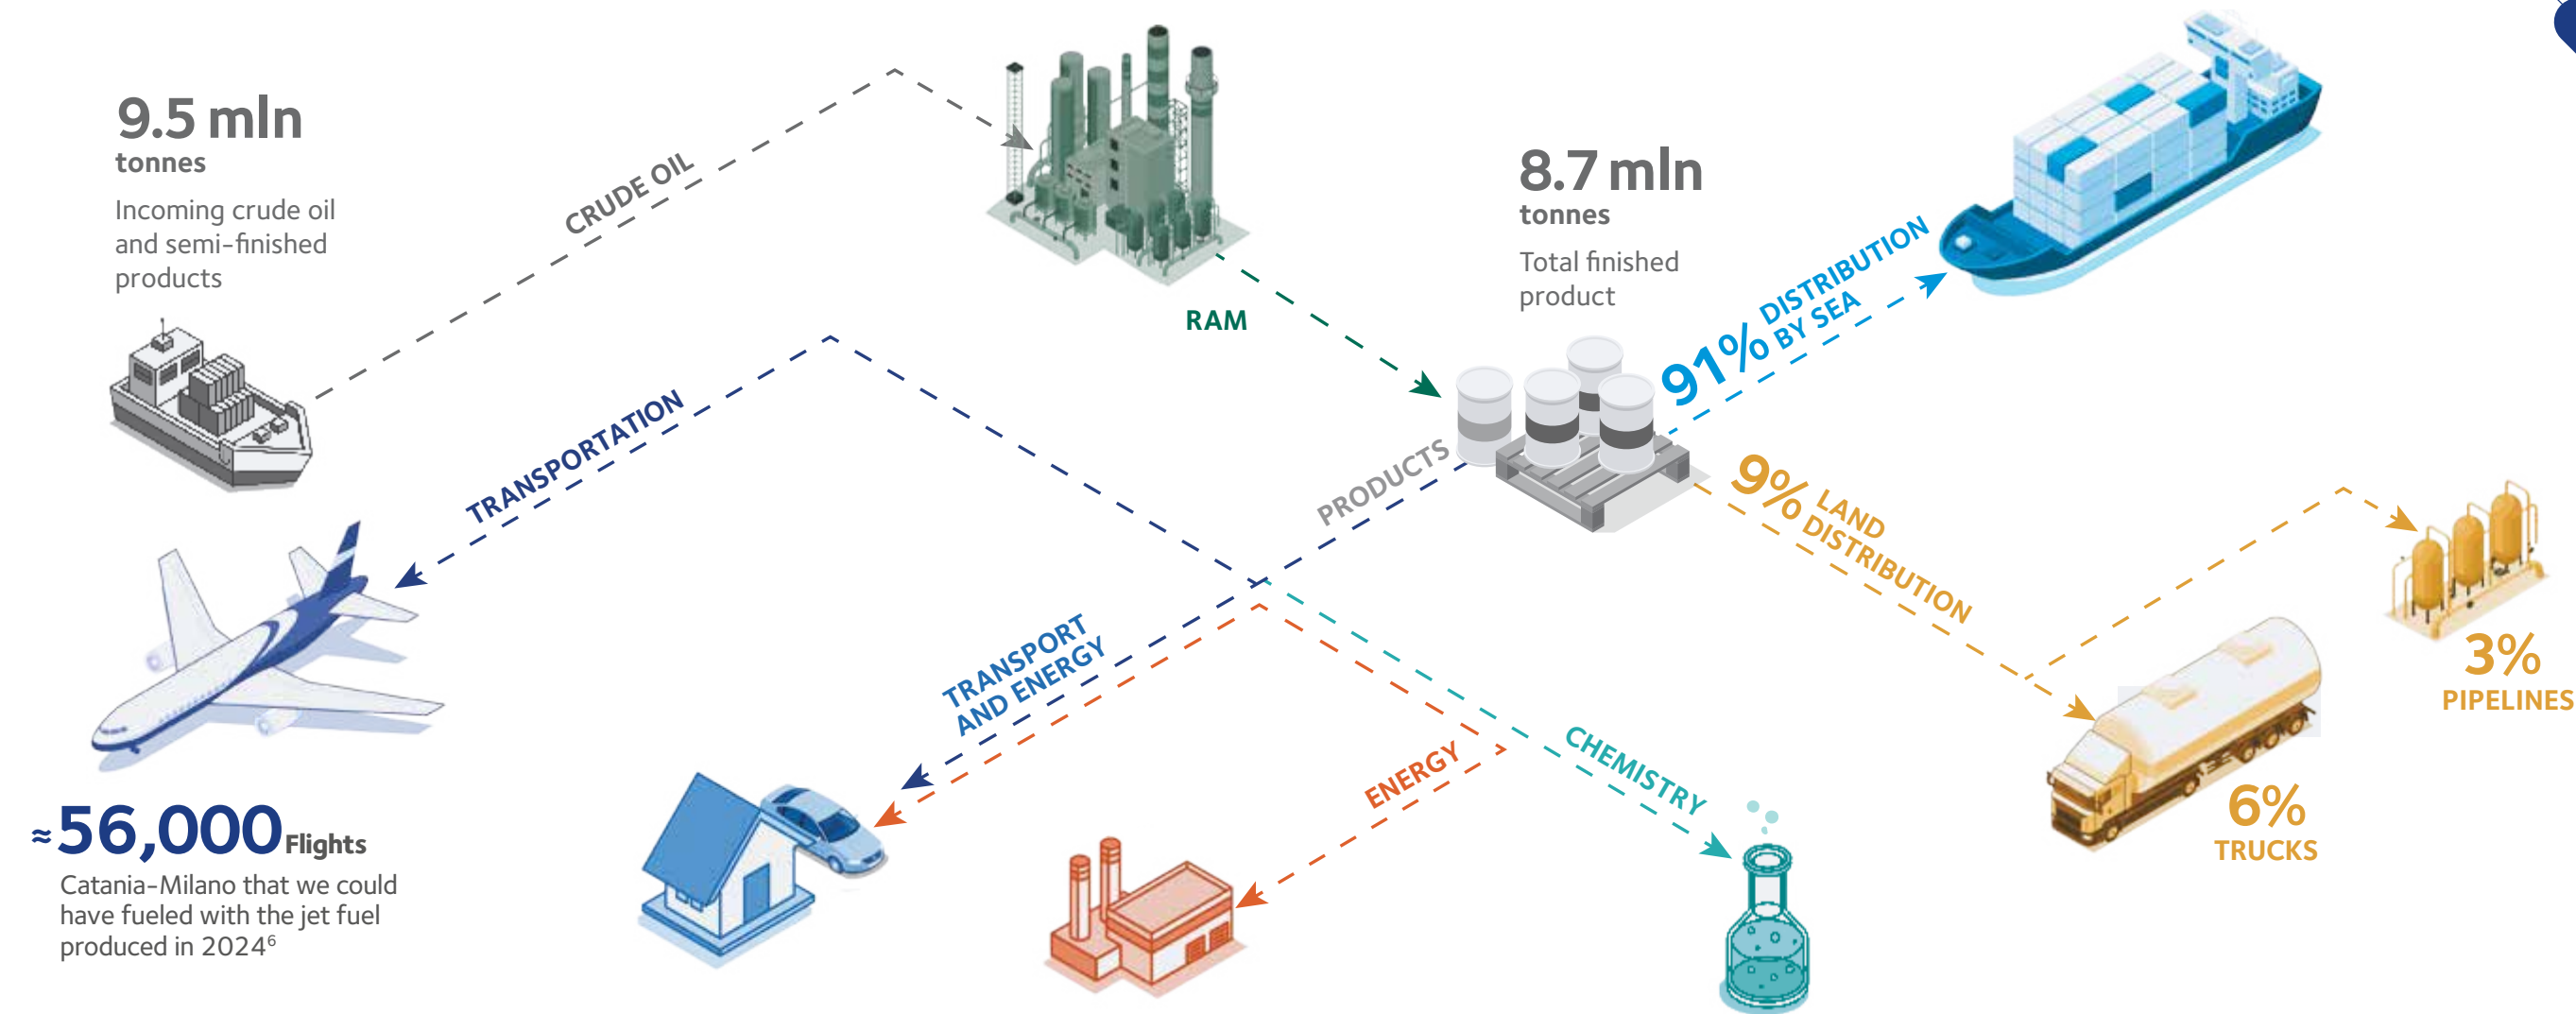 9.5 mln
tonnes
Incoming crude oil
and semi-finished
products
CRUDE OIL
RAM
8.7 mln
tonnes
Total finished
product
91% DISTRIBUTION
BY SEA
PRODUCTS
9% LAND
DISTRIBUTION
3%
PIPELINES
6%
TRUCKS
TRANSPORTATION
TRANSPORT
AND ENERGY
ENERGY
CHEMISTRY
≈56,000 Flights
Catania-Milano that we could
have fueled with the jet fuel
produced in 2024⁶